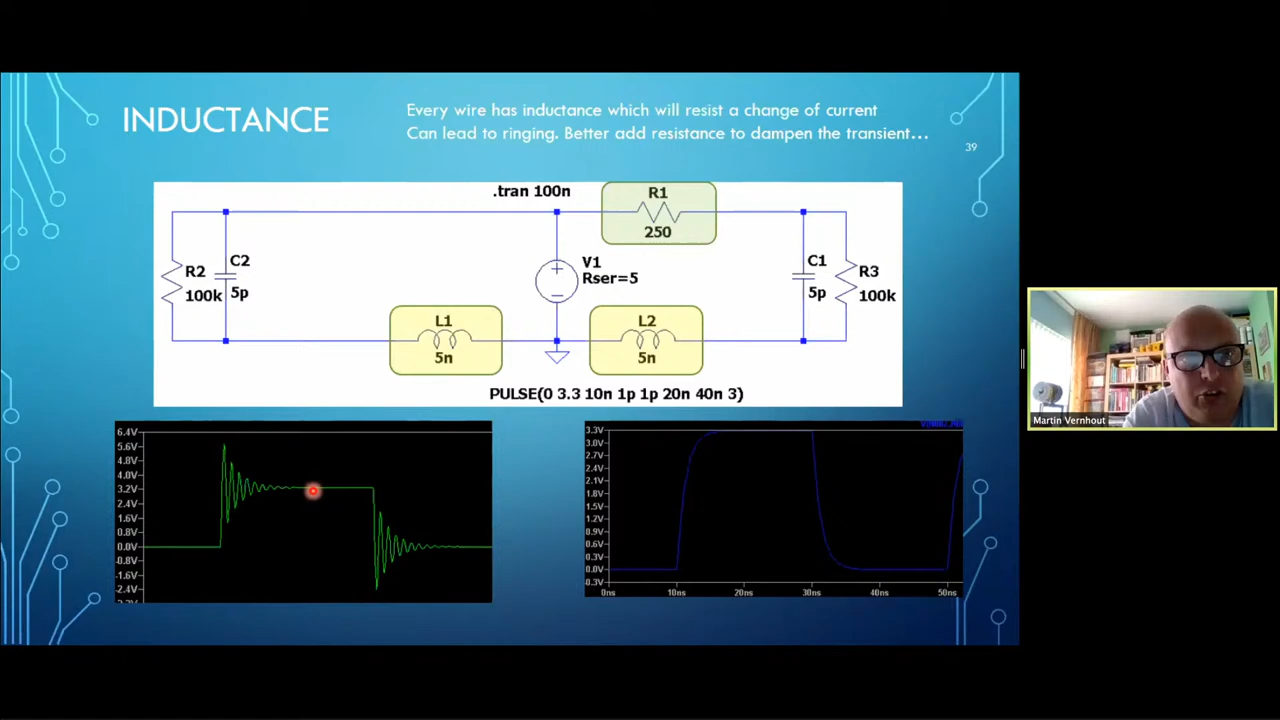 INDUCTANCE
Every wire has inductance which will resist a change of current
Can lead to ringing. Better add resistance to dampen the transient...
39
.tran 100n
R1
250
R2
100k
C2
5p
V1
Rser=5
C1
5p
R3
100k
L1
5n
L2
5n
PULSE(0 3.3 10n 1p 1p 20n 40n 3)
6.4V
5.6V
4.8V
4.0V
3.2V
2.4V
1.6V
0.8V
0.0V
-0.8V
-1.6V
-2.4V
3.3V
3.0V
2.7V
2.4V
2.1V
1.8V
1.5V
1.2V
0.9V
0.6V
0.3V
0.0V
-0.3V
0ns
10ns
20ns
30ns
40ns
50ns
Martin Vernhout